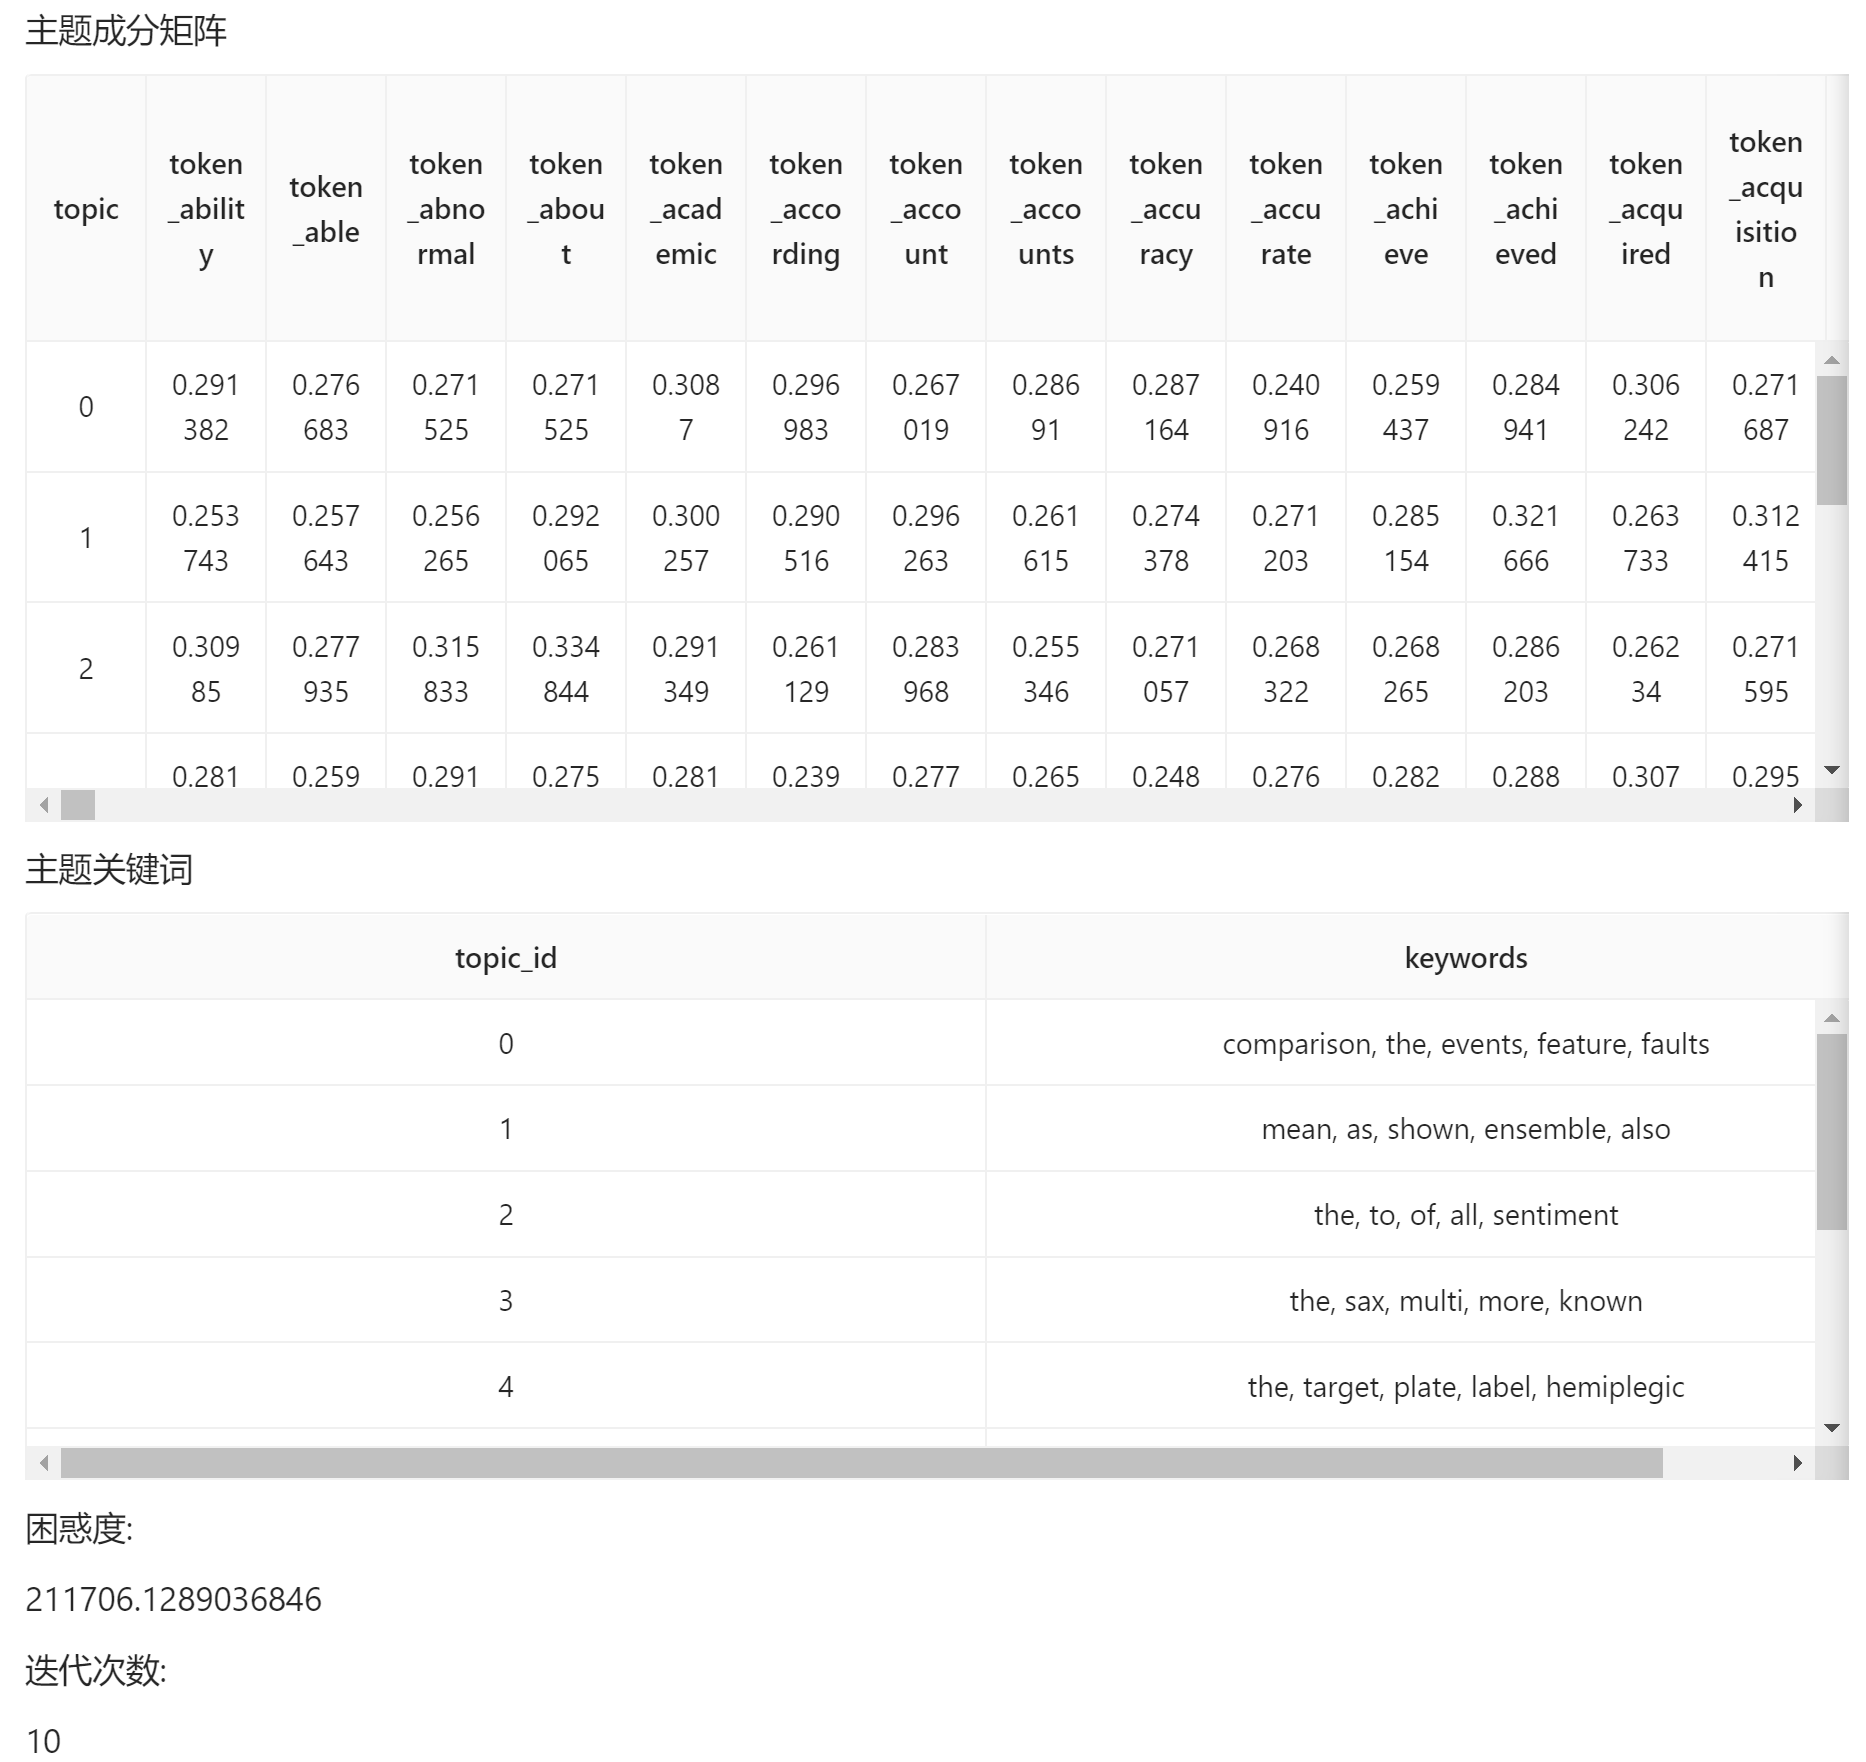 主题成分矩阵
topic token_ability token_able token_abnormal token_about token_academic token_according token_account token_accounts token_accuracy token_accurate token_achieve token_achieved token_acquired token_acquisition
0 0.291382 0.276683 0.271525 0.271525 0.3087 0.296983 0.267019 0.28691 0.287164 0.240916 0.259437 0.284941 0.306242 0.271687
1 0.253743 0.257643 0.256265 0.292065 0.300257 0.290516 0.296263 0.261615 0.274378 0.271203 0.285154 0.321666 0.263733 0.312415
2 0.30985 0.277935 0.315833 0.334844 0.291349 0.261129 0.283968 0.255346 0.271057 0.268322 0.268265 0.286203 0.26234 0.271595
0.281 0.259 0.291 0.275 0.281 0.239 0.277 0.265 0.248 0.276 0.282 0.288 0.307 0.295
主题关键词
topic_id keywords
0 comparison, the, events, feature, faults
1 mean, as, shown, ensemble, also
2 the, to, of, all, sentiment
3 the, sax, multi, more, known
4 the, target, plate, label, hemiplegic
困惑度:
211706.1289036846
迭代次数:
10